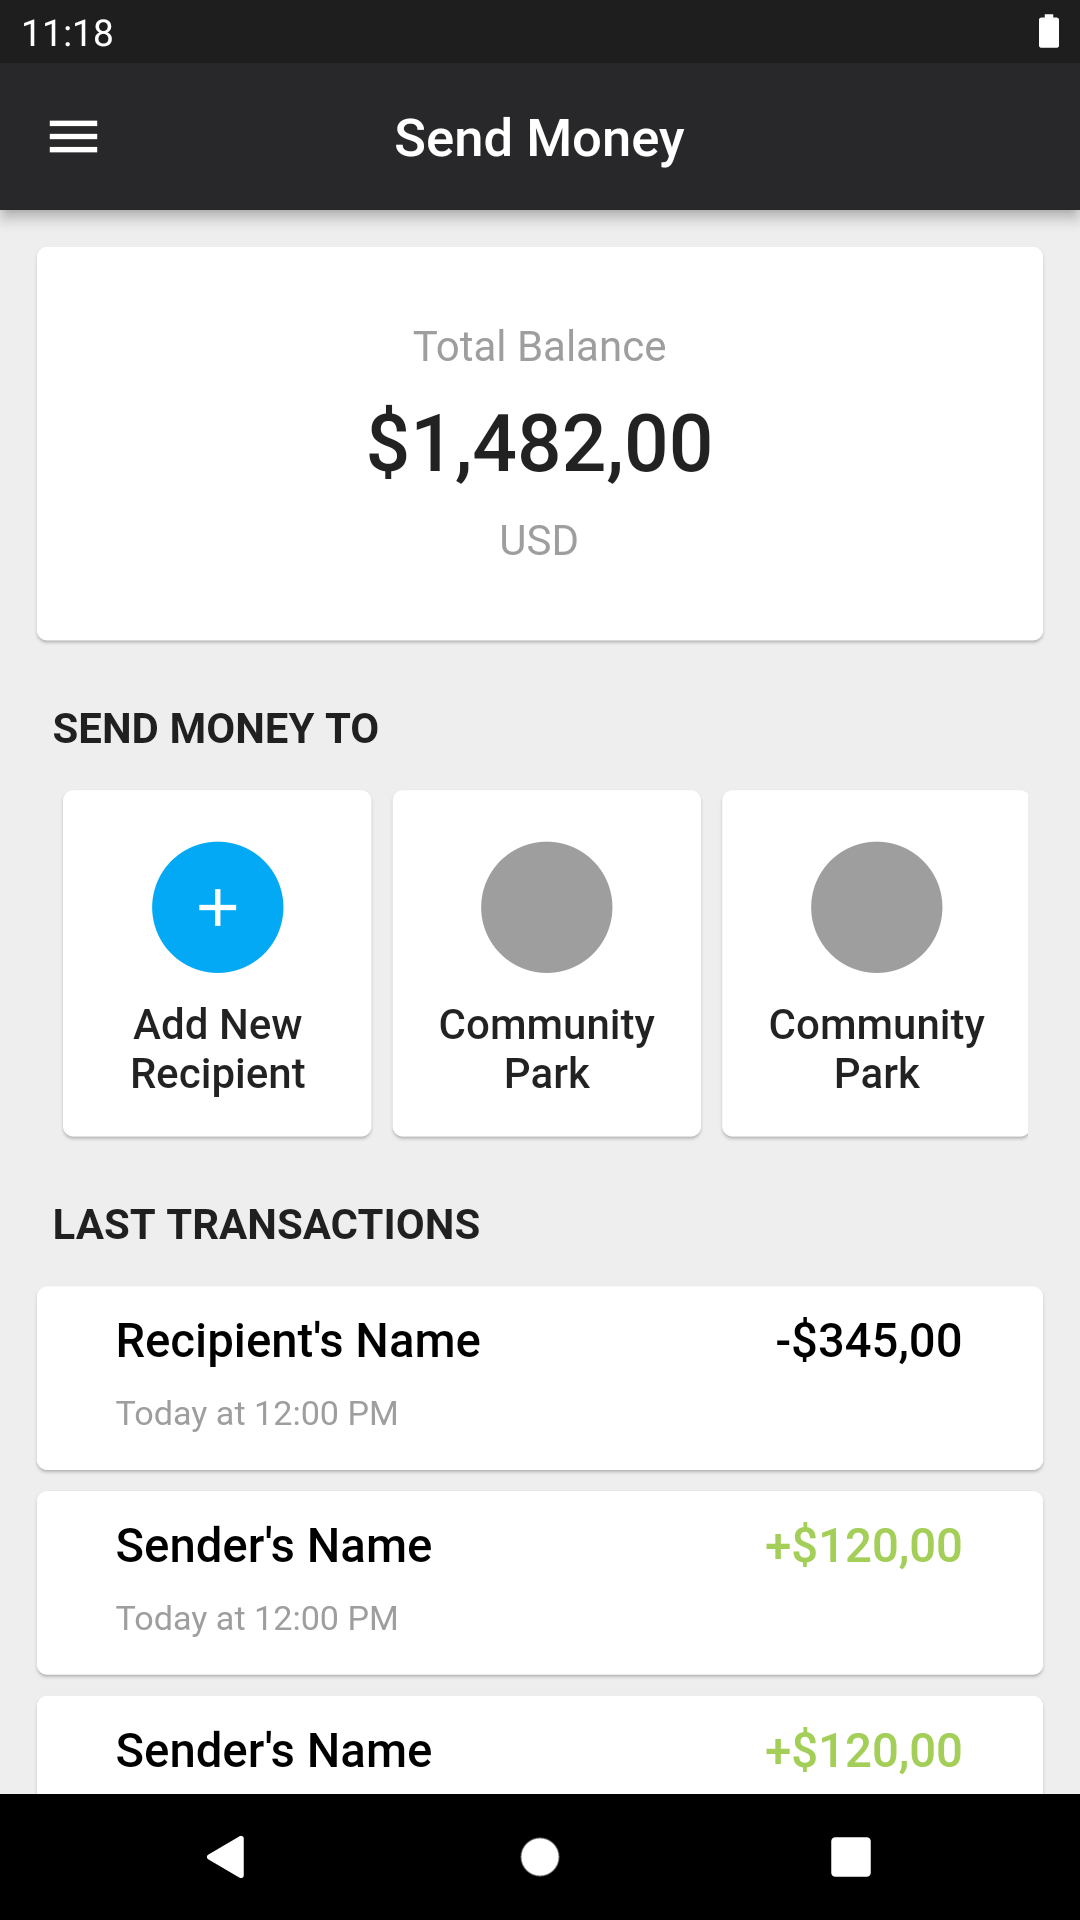 11:18
Send Money
Total Balance
$1,482,00
USD
SEND MONEY TO
Add New
Recipient
Community
Park
Community
Park
LAST TRANSACTIONS
Recipient's Name
-$345,00
Today at 12:00 PM
Sender's Name
+$120,00
Today at 12:00 PM
Sender's Name
+$120,00